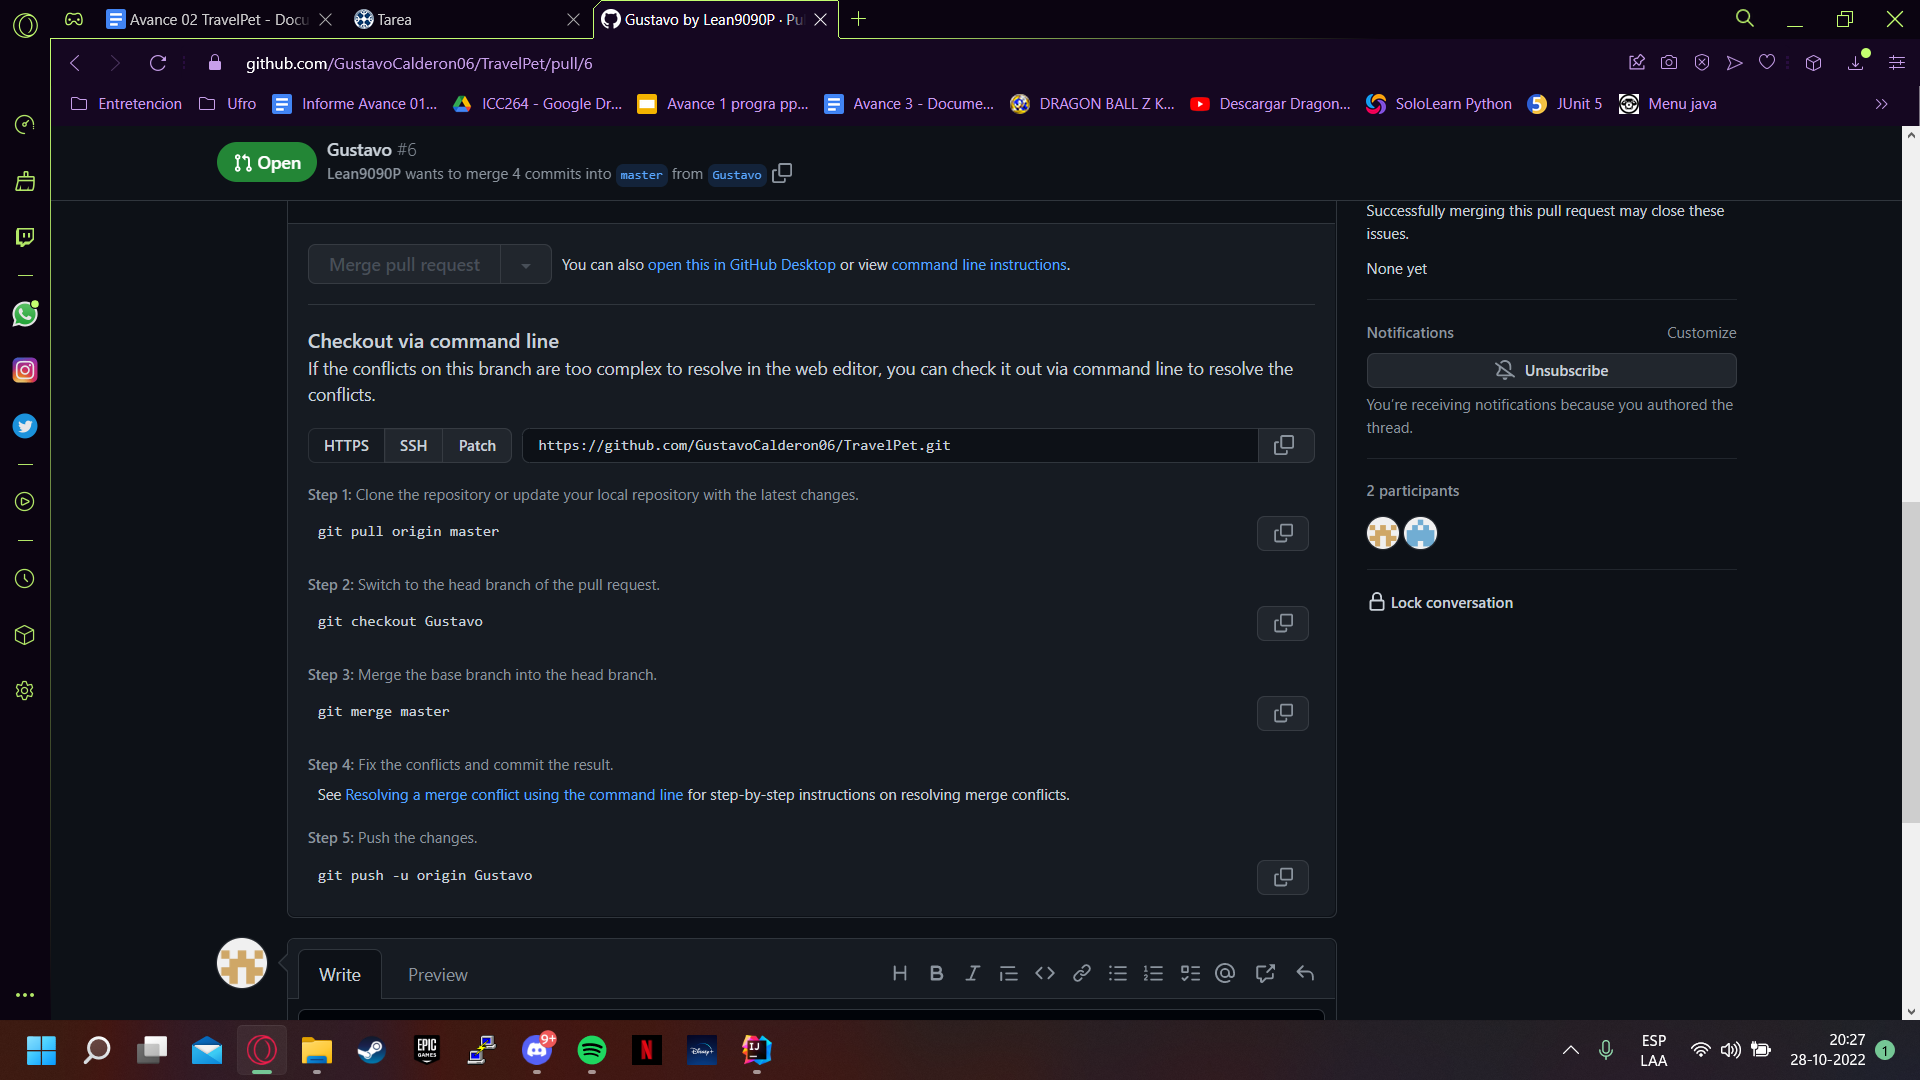 Avance 02 TravelPet - Docu
Tarea
Gustavo by Lean9090P · Pu
github.com/GustavoCalderon06/TravelPet/pull/6
Entretencion
Ufro
Informe Avance 01...
ICC264 - Google Dr...
Avance 1 progra pp...
Avance 3 - Docume...
DRAGON BALL Z K...
Descargar Dragon...
SoloLearn Python
JUnit 5
Menu java
Open
Gustavo #6
Lean9090P wants to merge 4 commits into master from Gustavo
Merge pull request
You can also open this in GitHub Desktop or view command line instructions.
Checkout via command line
If the conflicts on this branch are too complex to resolve in the web editor, you can check it out via command line to resolve the
conflicts.
HTTPS
SSH
Patch
https://github.com/GustavoCalderon06/TravelPet.git
Step 1: Clone the repository or update your local repository with the latest changes.
git pull origin master
Step 2: Switch to the head branch of the pull request.
git checkout Gustavo
Step 3: Merge the base branch into the head branch.
git merge master
Step 4: Fix the conflicts and commit the result.
See Resolving a merge conflict using the command line for step-by-step instructions on resolving merge conflicts.
Step 5: Push the changes.
git push -u origin Gustavo
Write
Preview
Successfully merging this pull request may close these
issues.
None yet
Notifications
Customize
Unsubscribe
You're receiving notifications because you authored the
thread.
2 participants
Lock conversation
EPIC
GAMES
9+
N
Disney+
IJ
ESP
LAA
20:27
28-10-2022
1